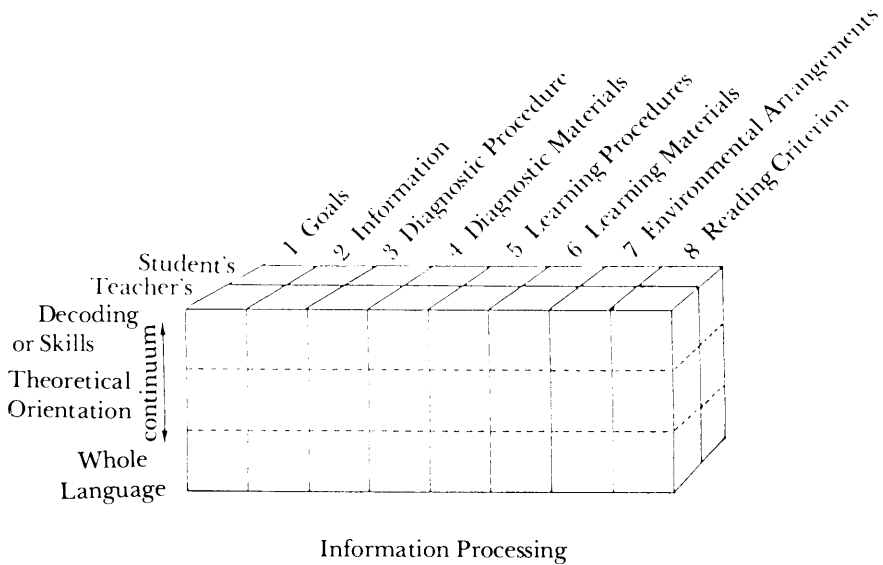 1 Goals
2 Information
3 Diagnostic Procedure
4 Diagnostic Materials
5 Learning Procedures
6 Learning Materials
7 Environmental Arrangements
8 Reading Criterion
Student's
Teacher's
Decoding
or Skills
Theoretical
Orientation
continuum
Whole
Language
Information Processing